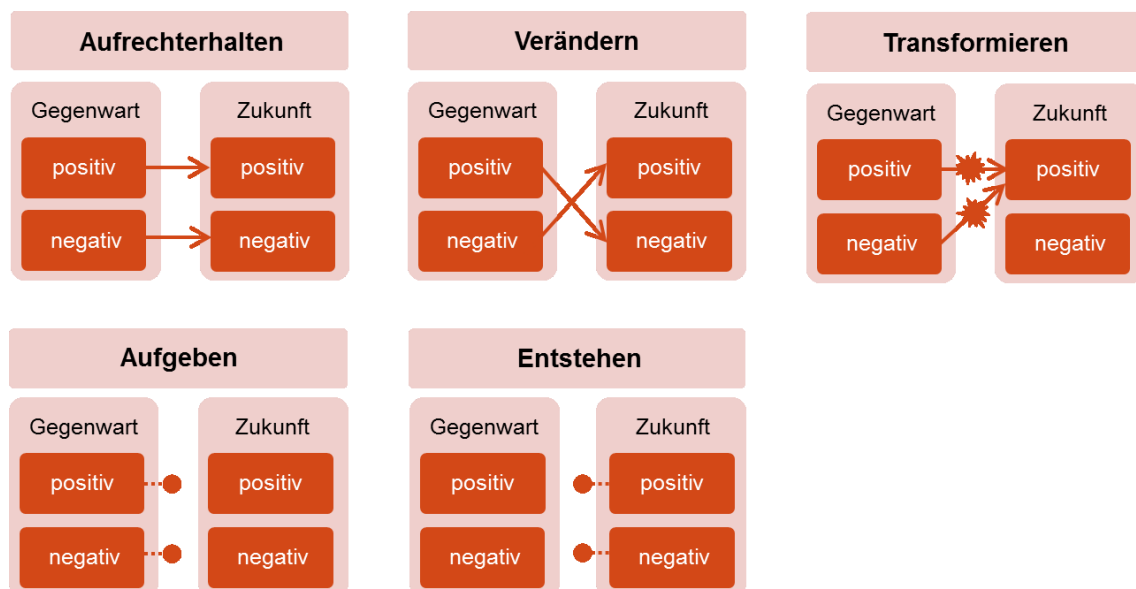 Aufrechterhalten
Gegenwart
Zukunft
positiv
positiv
negativ
negativ
Verändern
Gegenwart
Zukunft
positiv
positiv
negativ
negativ
Transformieren
Gegenwart
Zukunft
positiv
positiv
negativ
negativ
Aufgeben
Gegenwart
Zukunft
positiv
positiv
negativ
negativ
Entstehen
Gegenwart
Zukunft
positiv
positiv
negativ
negativ